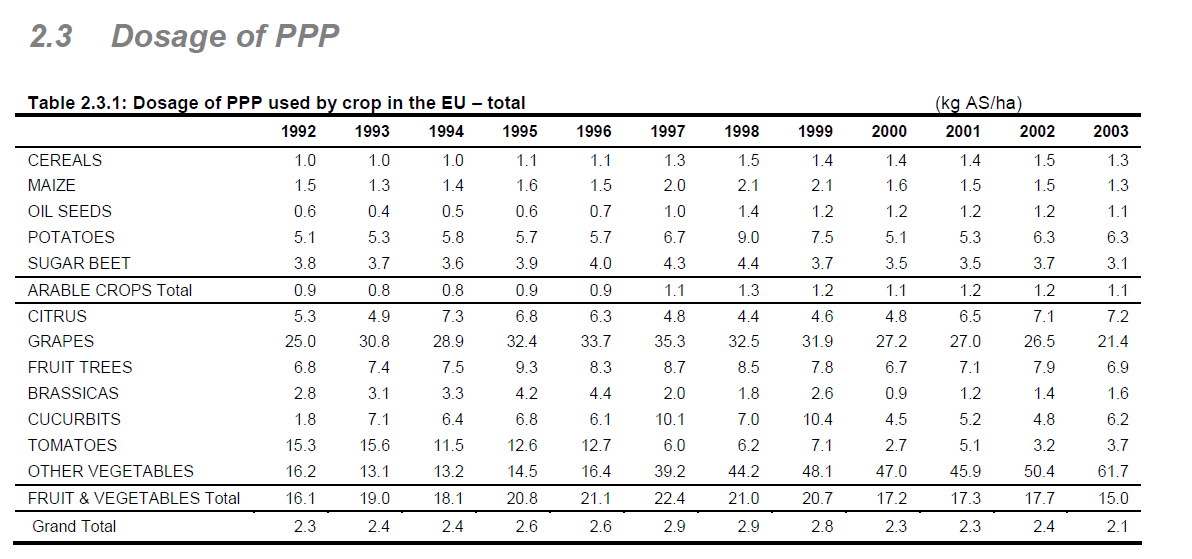 2.3 Dosage of PPP
Table 2.3.1: Dosage of PPP used by crop in the EU – total (kg AS/ha)
1992 1993 1994 1995 1996 1997 1998 1999 2000 2001 2002 2003
CEREALS 1.0 1.0 1.0 1.1 1.1 1.3 1.5 1.4 1.4 1.4 1.5 1.3
MAIZE 1.5 1.3 1.4 1.6 1.5 2.0 2.1 2.1 1.6 1.5 1.5 1.3
OIL SEEDS 0.6 0.4 0.5 0.6 0.7 1.0 1.4 1.2 1.2 1.2 1.2 1.1
POTATOES 5.1 5.3 5.8 5.7 5.7 6.7 9.0 7.5 5.1 5.3 6.3 6.3
SUGAR BEET 3.8 3.7 3.6 3.9 4.0 4.3 4.4 3.7 3.5 3.5 3.7 3.1
ARABLE CROPS Total 0.9 0.8 0.8 0.9 0.9 1.1 1.3 1.2 1.1 1.2 1.2 1.1
CITRUS 5.3 4.9 7.3 6.8 6.3 4.8 4.4 4.6 4.8 6.5 7.1 7.2
GRAPES 25.0 30.8 28.9 32.4 33.7 35.3 32.5 31.9 27.2 27.0 26.5 21.4
FRUIT TREES 6.8 7.4 7.5 9.3 8.3 8.7 8.5 7.8 6.7 7.1 7.9 6.9
BRASSICAS 2.8 3.1 3.3 4.2 4.4 2.0 1.8 2.6 0.9 1.2 1.4 1.6
CUCURBITS 1.8 7.1 6.4 6.8 6.1 10.1 7.0 10.4 4.5 5.2 4.8 6.2
TOMATOES 15.3 15.6 11.5 12.6 12.7 6.0 6.2 7.1 2.7 5.1 3.2 3.7
OTHER VEGETABLES 16.2 13.1 13.2 14.5 16.4 39.2 44.2 48.1 47.0 45.9 50.4 61.7
FRUIT & VEGETABLES Total 16.1 19.0 18.1 20.8 21.1 22.4 21.0 20.7 17.2 17.3 17.7 15.0
Grand Total 2.3 2.4 2.4 2.6 2.6 2.9 2.9 2.8 2.3 2.3 2.4 2.1